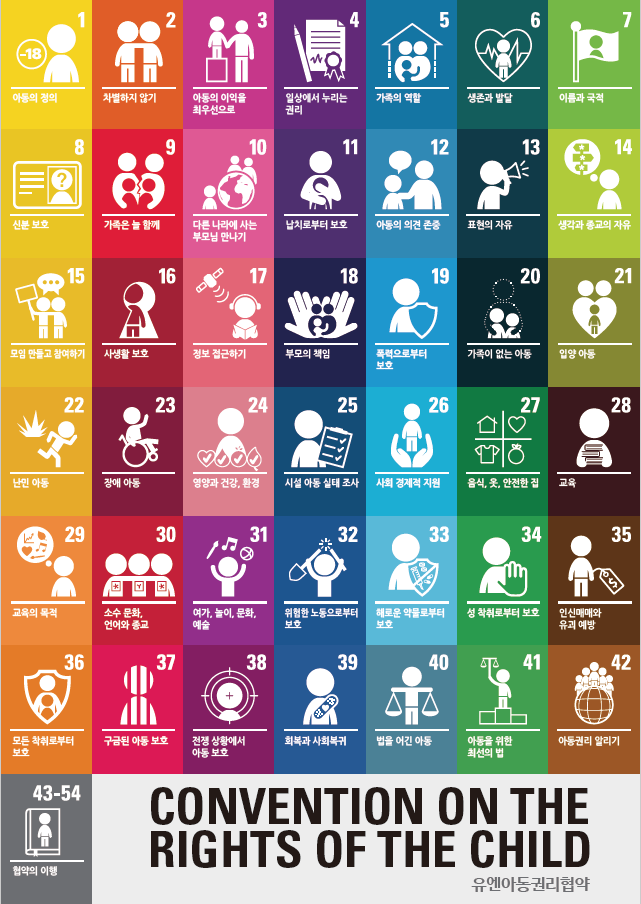 1
-18
아동의 정의
2
차별하지 않기
3
아동의 이익을
최우선으로
4
일상에서 누리는
권리
5
가족의 역할
6
생존과 발달
7
이름과 국적
8
신분 보호
9
가족은 늘 함께
10
다른 나라에 사는
부모님 만나기
11
납치로부터 보호
12
아동의 의견 존중
13
표현의 자유
14
생각과 종교의 자유
15
모임 만들고 참여하기
16
사생활 보호
17
정보 접근하기
18
부모의 책임
19
폭력으로부터
보호
20
가족이 없는 아동
21
입양 아동
22
난민 아동
23
장애 아동
24
영양과 건강, 환경
25
시설 아동 실태 조사
26
사회 경제적 지원
27
음식, 옷, 안전한 집
28
교육
29
교육의 목적
30
소수 문화,
언어와 종교
31
여가, 놀이, 문화,
예술
32
위험한 노동으로부터
보호
33
해로운 약물로부터
보호
34
성 착취로부터 보호
35
인신매매와
유괴 예방
36
모든 착취로부터
보호
37
구금된 아동 보호
38
전쟁 상황에서
아동 보호
39
회복과 사회복귀
40
법을 어긴 아동
41
아동을 위한
최선의 법
42
아동권리 알리기
43-54
협약의 이행
CONVENTION ON THE
RIGHTS OF THE CHILD
유엔아동권리협약